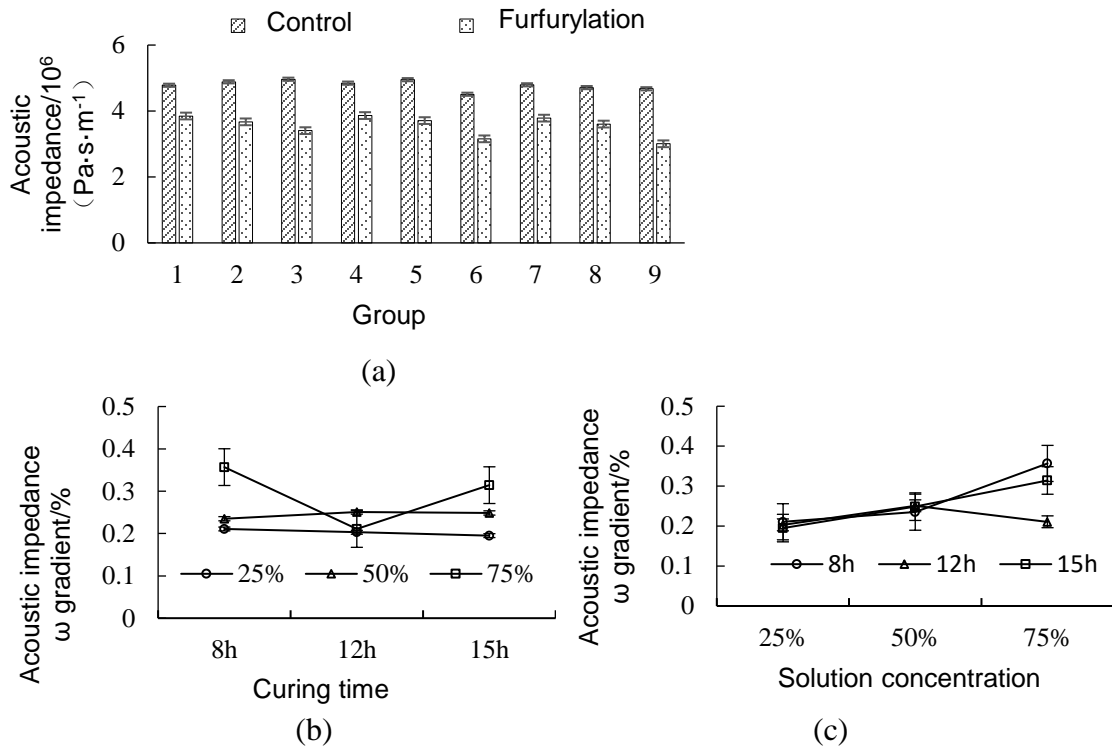 Control Furfurylation
6
4
2
0
Acoustic
impedance/10⁶
（Pa·s·m⁻¹）
1 2 3 4 5 6 7 8 9
Group
(a)
0.5
0.4
0.3
0.2
0.1
0
Acoustic impedance
ω gradient/%
25% 50% 75%
8h 12h 15h
Curing time
(b)
0.5
0.4
0.3
0.2
0.1
0
Acoustic impedance
ω gradient/%
8h 12h 15h
25% 50% 75%
Solution concentration
(c)